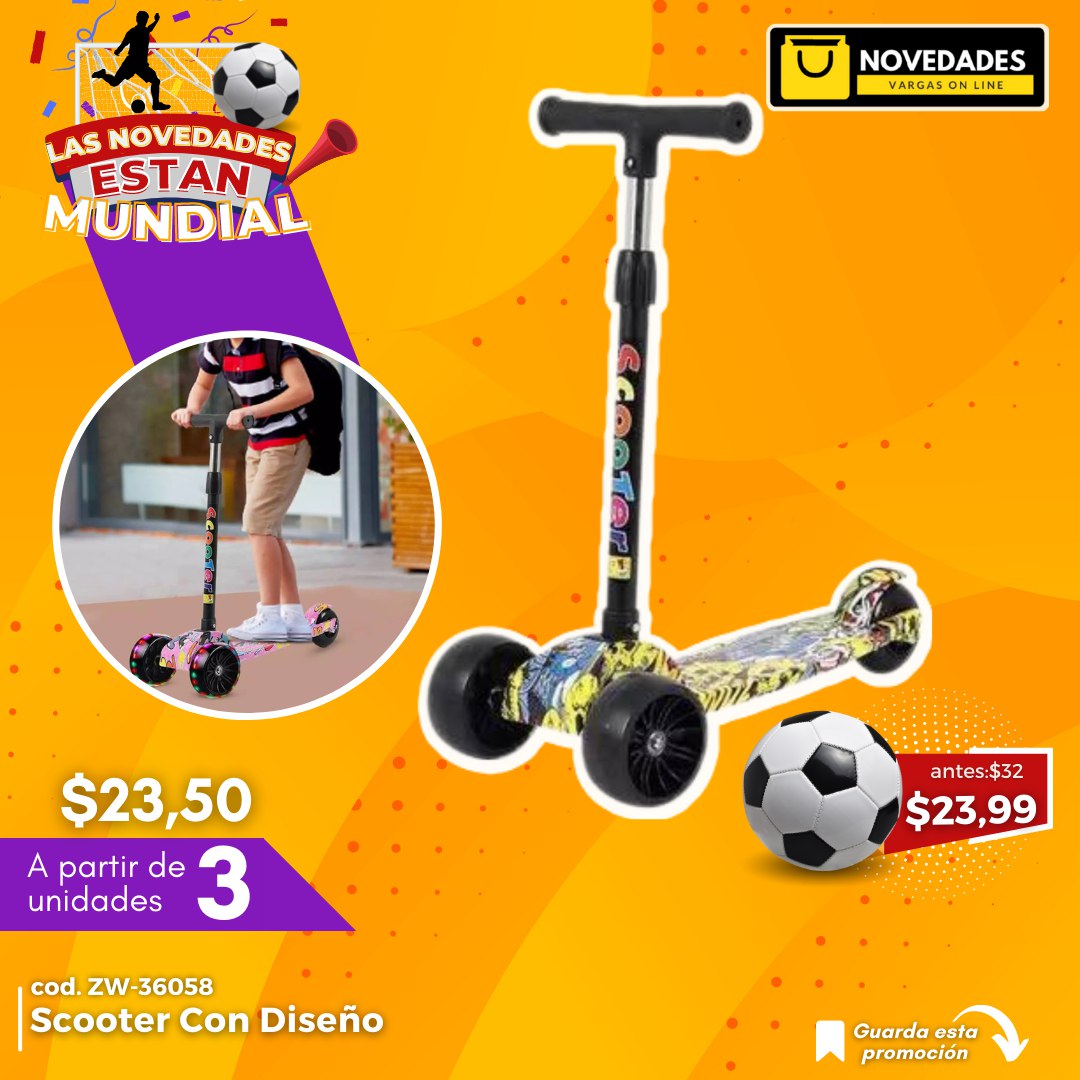 LAS NOVEDADES
ESTAN
MUNDIAL
NOVEDADES
VARGAS ON LINE
Scooter
Scooter
antes:$32
$23,99
$23,50
A partir de 3
unidades
cod. ZW-36058
Scooter Con Diseño
Guarda esta
promoción